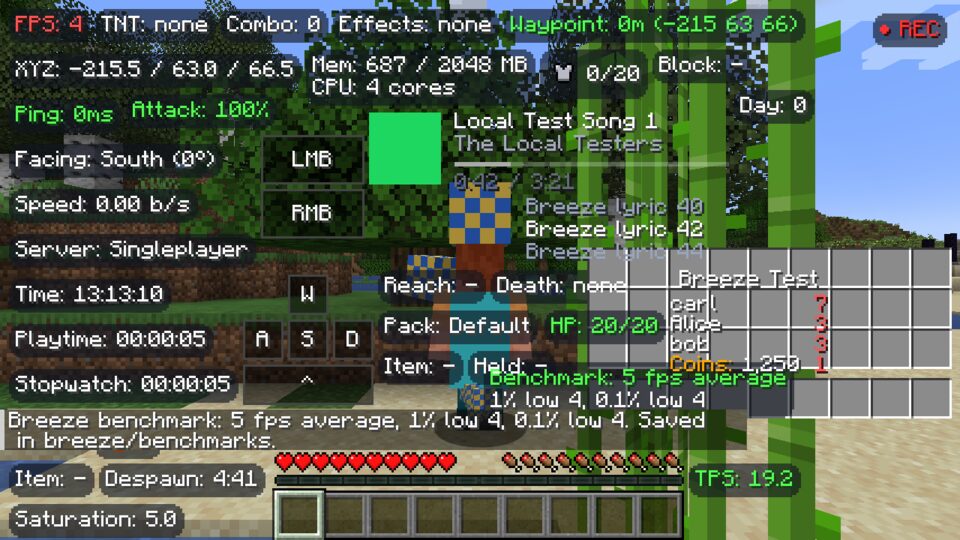 FPS: 4 TNT: none Combo: 0 Effects: none Waypoint: 0m (-215 63 66)
REC
XYZ: -215.5 / 63.0 / 66.5 Mem: 687 / 2048 MB 0/20 Block: -
CPU: 4 cores
Ping: 0ms Attack: 100% Day: 0
Local Test Song 1
The Local Testers
0:42 / 3:21
Facing: South (0°) LMB
Speed: 0.00 b/s RMB
Breeze lyric 40
Breeze lyric 42
Breeze lyric 44
Server: Singleplayer
Time: 13:13:10 W
Reach: - Death: none
Breeze Test
carl 7
Alice 3
bob 3
Coins: 1,250 1
Pack: Default HP: 20/20
Playtime: 00:00:05 A S D
Item: - Held: -
Stopwatch: 00:00:05 ^
Benchmark: 5 fps average
1% low 4, 0.1% low 4
Breeze benchmark: 5 fps average, 1% low 4, 0.1% low 4. Saved
in breeze/benchmarks.
Item: - Despawn: 4:41 TPS: 19.2
Saturation: 5.0